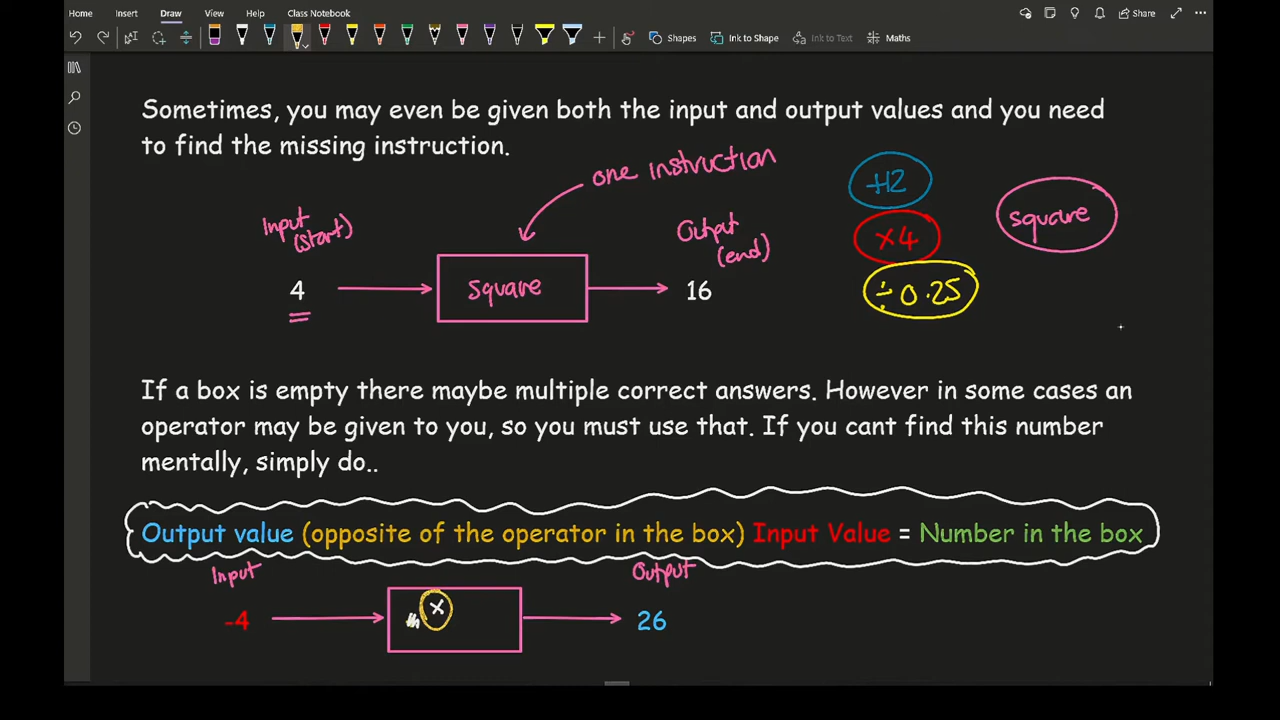 Home Insert Draw View Help Class Notebook Share
Shapes Ink to Shape Ink to Text Maths
Sometimes, you may even be given both the input and output values and you need
to find the missing instruction.
one instruction
+12
square
Input
(start)
Output
(end)
×4
4
square
16
÷0.25
If a box is empty there maybe multiple correct answers. However in some cases an
operator may be given to you, so you must use that. If you cant find this number
mentally, simply do..
Output value (opposite of the operator in the box) Input Value = Number in the box
Input
Output
-4
×
26